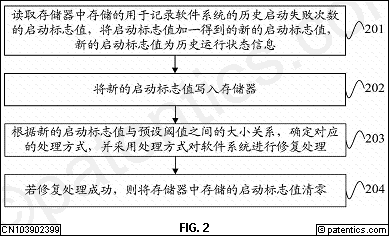 读取存储器中存储的用于记录软件系统的历史启动失败次数
的启动标志值，将启动标志值加一得到的新的启动标志值，
新的启动标志值为历史运行状态信息
201
将新的启动标志值写入存储器
202
根据新的启动标志值与预设阈值之间的大小关系，确定对应
的处理方式，并采用处理方式对软件系统进行修复处理
203
若修复处理成功，则将存储器中存储的启动标志值清零
204
CN103902399
FIG. 2
© patentics.com
© patentics.com